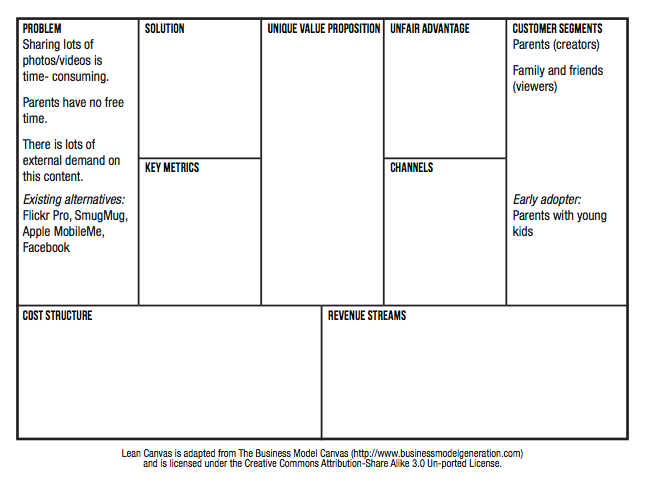 PROBLEM
Sharing lots of
photos/videos is
time- consuming.
Parents have no free
time.
There is lots of
external demand on
this content.
Existing alternatives:
Flickr Pro, SmugMug,
Apple MobileMe,
Facebook
SOLUTION
KEY METRICS
UNIQUE VALUE PROPOSITION
UNFAIR ADVANTAGE
CHANNELS
CUSTOMER SEGMENTS
Parents (creators)
Family and friends
(viewers)
Early adopter:
Parents with young
kids
COST STRUCTURE
REVENUE STREAMS
Lean Canvas is adapted from The Business Model Canvas (http://www.businessmodelgeneration.com)
and is licensed under the Creative Commons Attribution-Share Alike 3.0 Un-ported License.